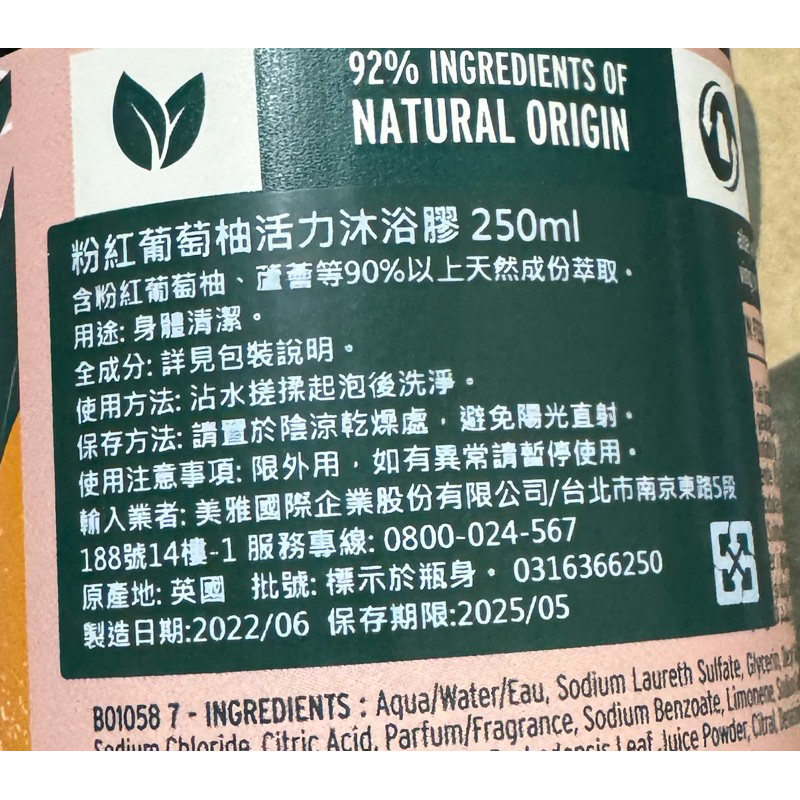 92% INGREDIENTS OF
NATURAL ORIGIN
粉紅葡萄柚活力沐浴膠 250ml
含粉紅葡萄柚、蘆薈等90%以上天然成份萃取。
用途: 身體清潔。
全成分: 詳見包裝說明。
使用方法: 沾水搓揉起泡後洗淨。
保存方法: 請置於陰涼乾燥處，避免陽光直射。
使用注意事項: 限外用，如有異常請暫停使用。
輸入業者: 美雅國際企業股份有限公司/台北市南京東路5段
188號14樓-1 服務專線: 0800-024-567
原產地: 英國 批號: 標示於瓶身。 0316366250
製造日期:2022/06 保存期限:2025/05
B01058 7 - INGREDIENTS : Aqua/Water/Eau, Sodium Laureth Sulfate, Glycerin,
Sodium Chloride, Citric Acid, Parfum/Fragrance, Sodium Benzoate, Limonene,
Leaf Juice Powder, Citral,